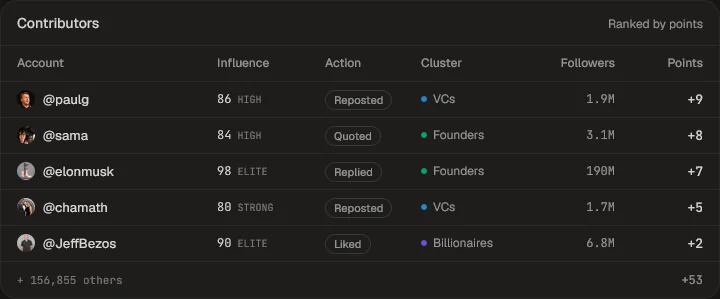 Contributors Ranked by points
Account Influence Action Cluster Followers Points
@paulg 86 HIGH Reposted VCs 1.9M +9
@sama 84 HIGH Quoted Founders 3.1M +8
@elonmusk 98 ELITE Replied Founders 190M +7
@chamath 80 STRONG Reposted VCs 1.7M +5
@JeffBezos 90 ELITE Liked Billionaires 6.8M +2
+ 156,855 others +53